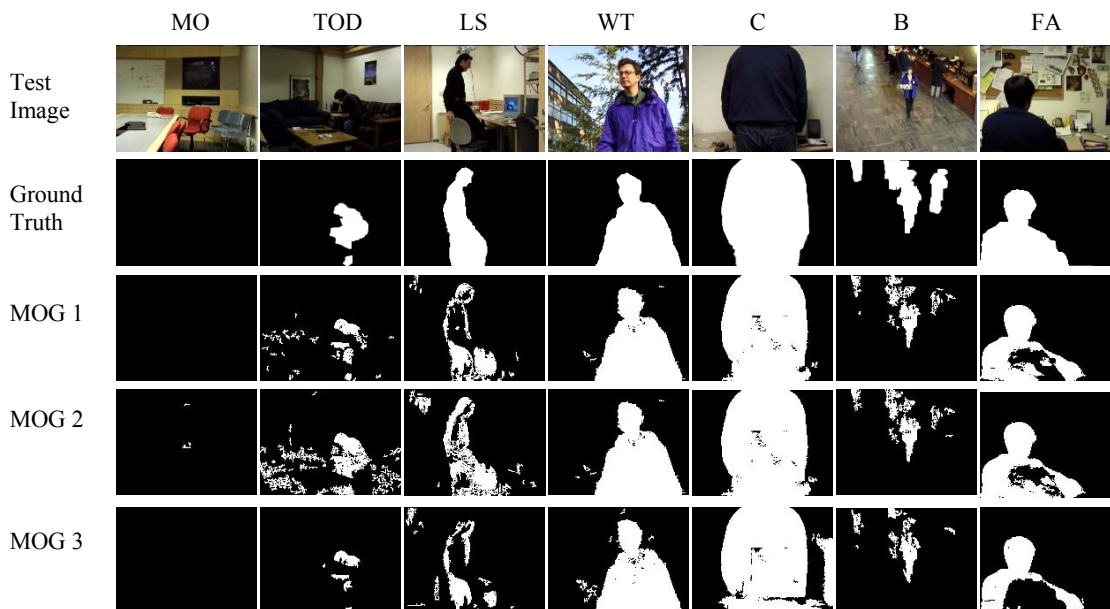 MO TOD LS WT C B FA
Test
Image
Ground
Truth
MOG 1
MOG 2
MOG 3